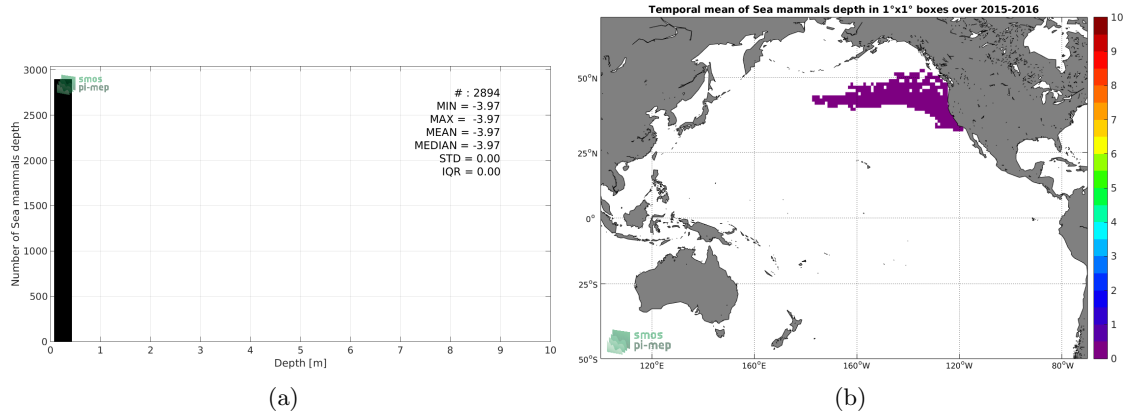 3000
2500
2000
1500
1000
500
0
Number of Sea mammals depth
smos
pi-mep
# : 2894
MIN = -3.97
MAX = -3.97
MEAN = -3.97
MEDIAN = -3.97
STD = 0.00
IQR = 0.00
0 1 2 3 4 5 6 7 8 9 10
Depth [m]
(a)
Temporal mean of Sea mammals depth in 1°x1° boxes over 2015-2016
50°N
25°N
0°
25°S
50°S
smos
pi-mep
120°E 160°E 160°W 120°W 80°W
10
9
8
7
6
5
4
3
2
1
0
(b)